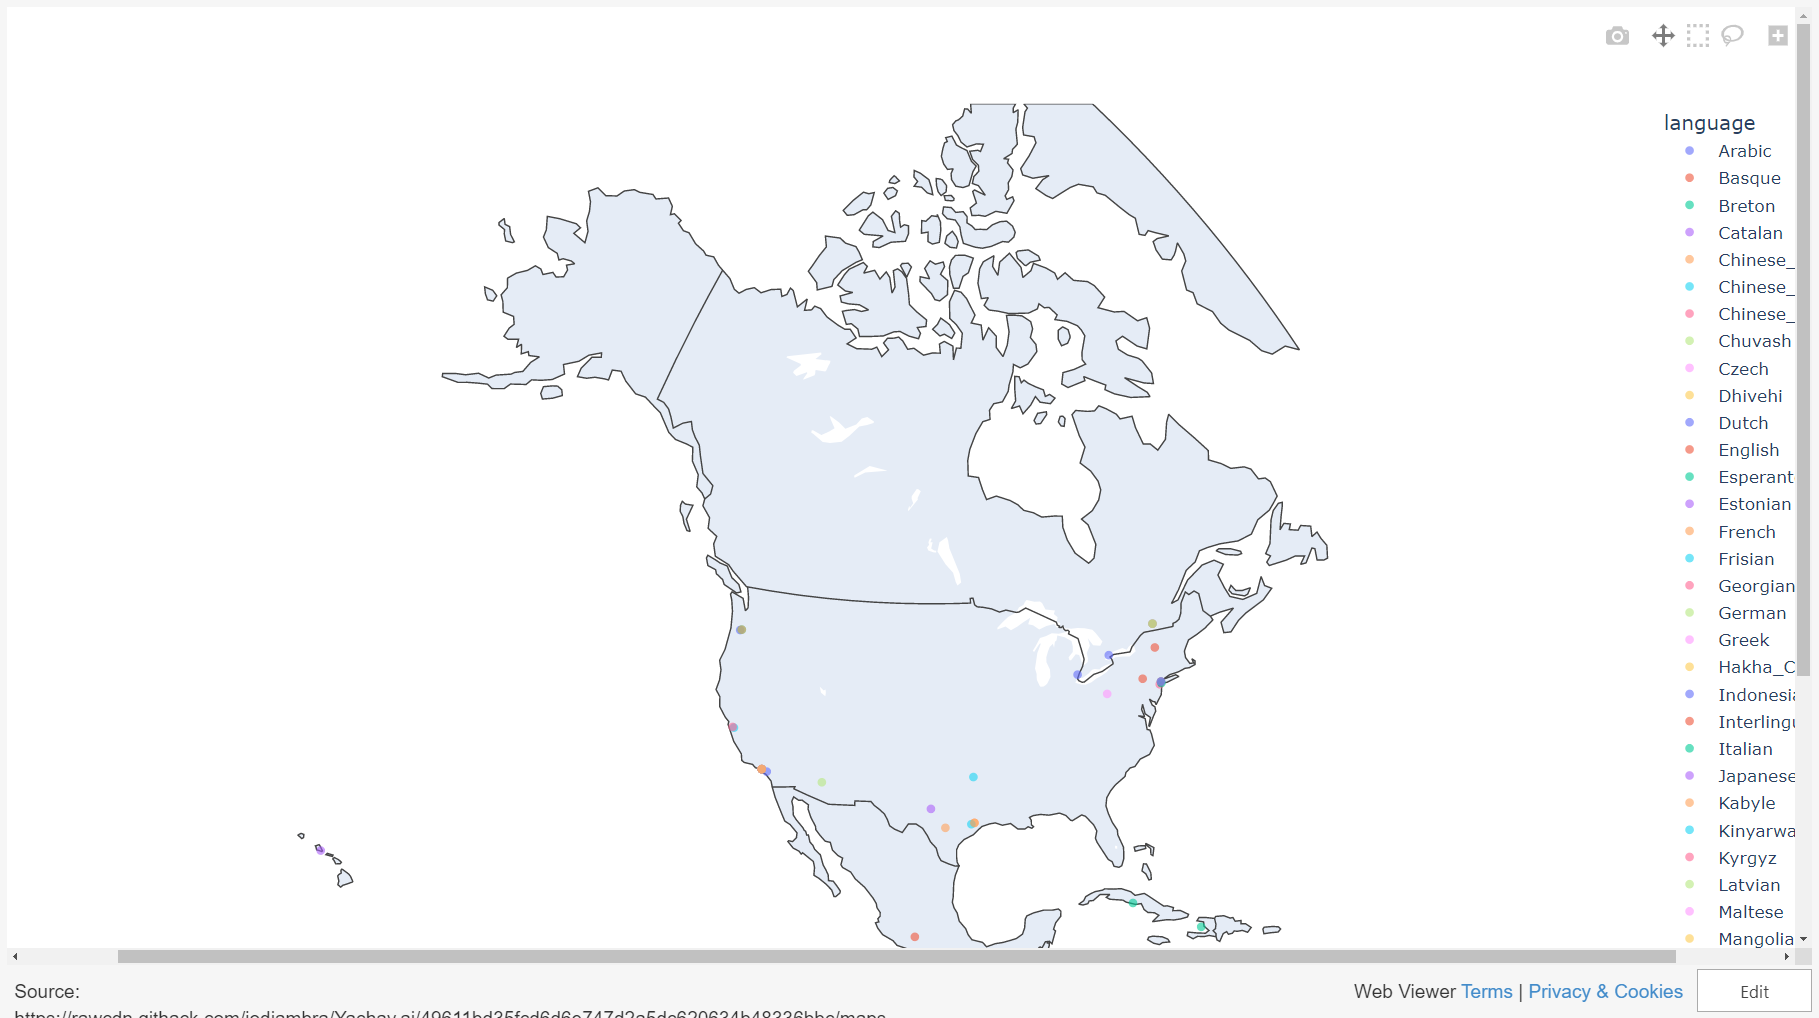 language
Arabic
Basque
Breton
Catalan
Chinese_
Chinese_
Chinese_
Chuvash
Czech
Dhivehi
Dutch
English
Esperant
Estonian
French
Frisian
Georgian
German
Greek
Hakha_C
Indonesia
Interlingu
Italian
Japanese
Kabyle
Kinyarwa
Kyrgyz
Latvian
Maltese
Mangolia
Source:
Web Viewer Terms | Privacy & Cookies
Edit